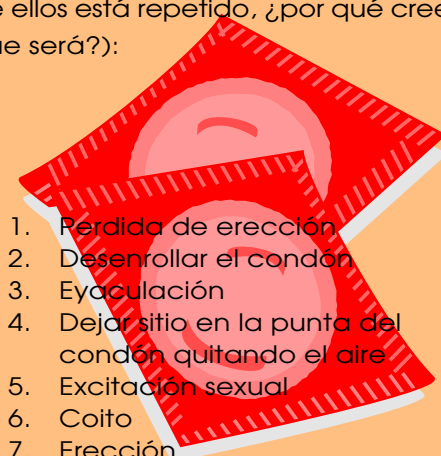 e ellos está repetido, ¿por qué cree
ue será?):
1. Perdida de erección
2. Desenrollar el condón
3. Eyaculación
4. Dejar sitio en la punta del
condón quitando el aire
5. Excitación sexual
6. Coito
7. Erección